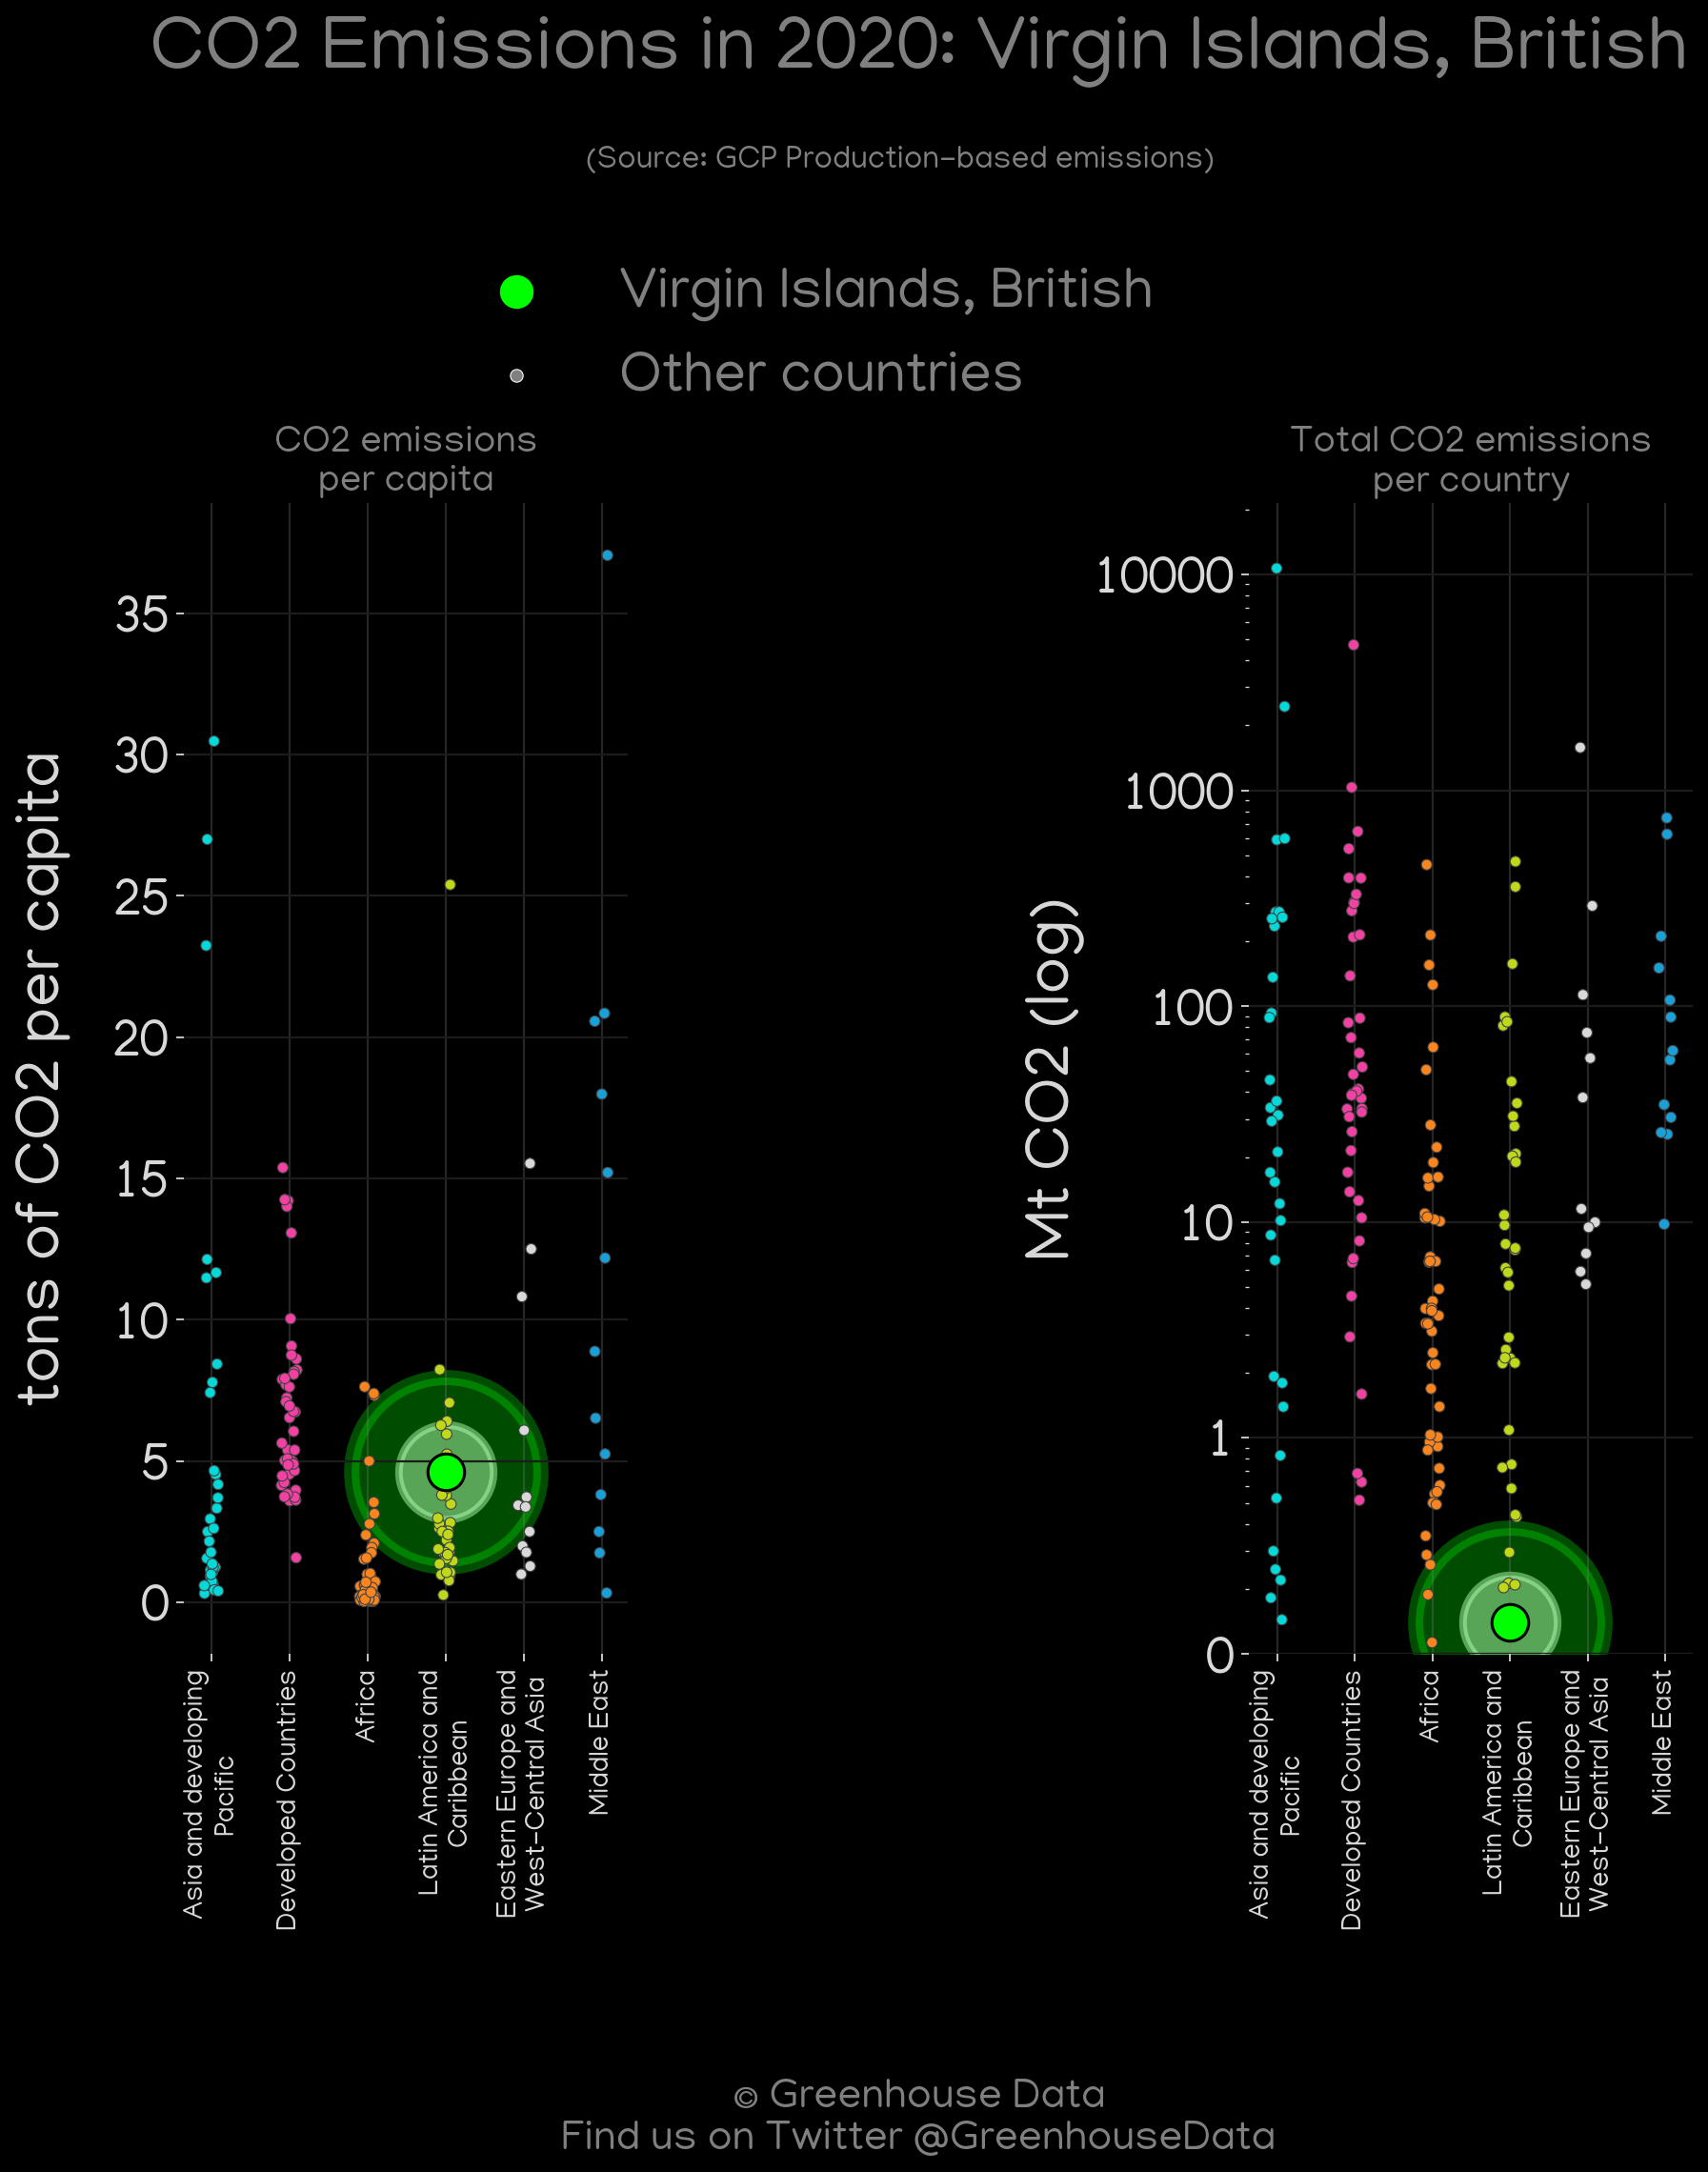 CO2 Emissions in 2020: Virgin Islands, British
(Source: GCP Production-based emissions)
Virgin Islands, British
Other countries
CO2 emissions
per capita
tons of CO2 per capita
35
30
25
20
15
10
5
0
Asia and developing
Pacific
Developed Countries
Africa
Latin America and
Caribbean
Eastern Europe and
West-Central Asia
Middle East
Total CO2 emissions
per country
Mt CO2 (log)
10000
1000
100
10
1
0
Asia and developing
Pacific
Developed Countries
Africa
Latin America and
Caribbean
Eastern Europe and
West-Central Asia
Middle East
© Greenhouse Data
Find us on Twitter @GreenhouseData